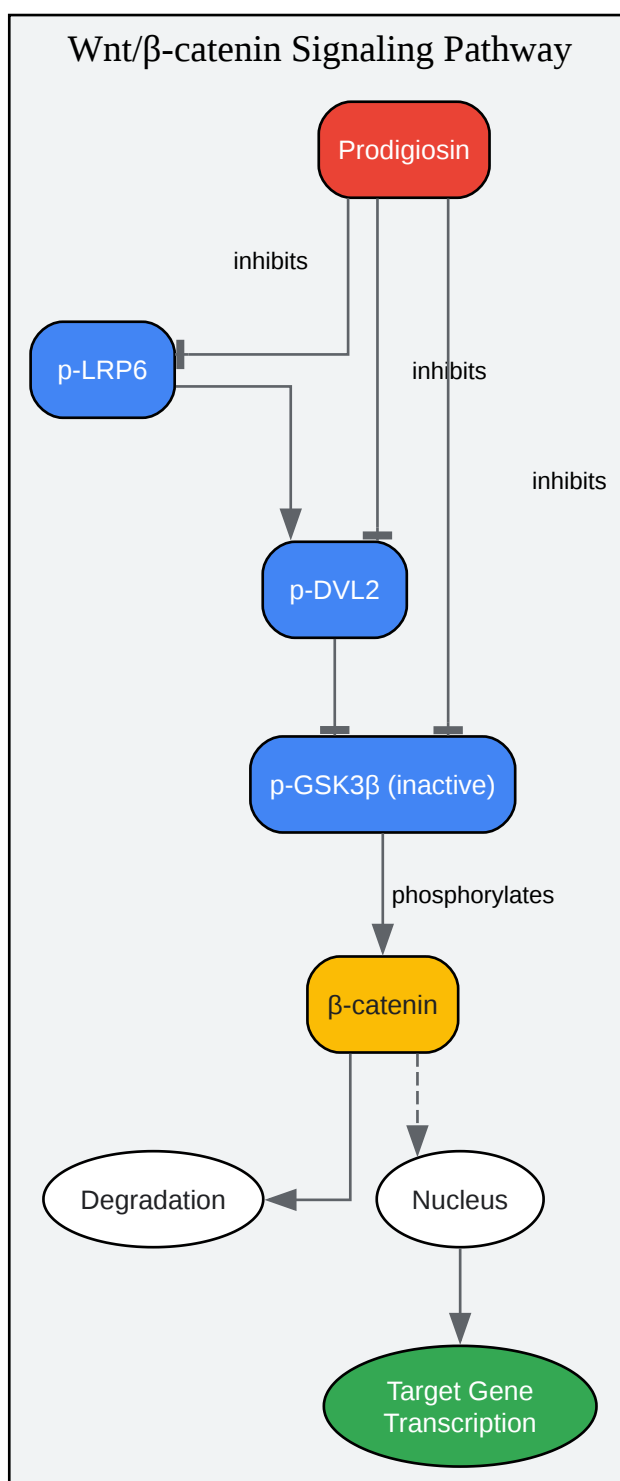 Wnt/β-catenin Signaling Pathway
Prodigiosin
inhibits
p-LRP6
inhibits
inhibits
p-DVL2
p-GSK3β (inactive)
phosphorylates
β-catenin
Degradation
Nucleus
Target Gene
Transcription